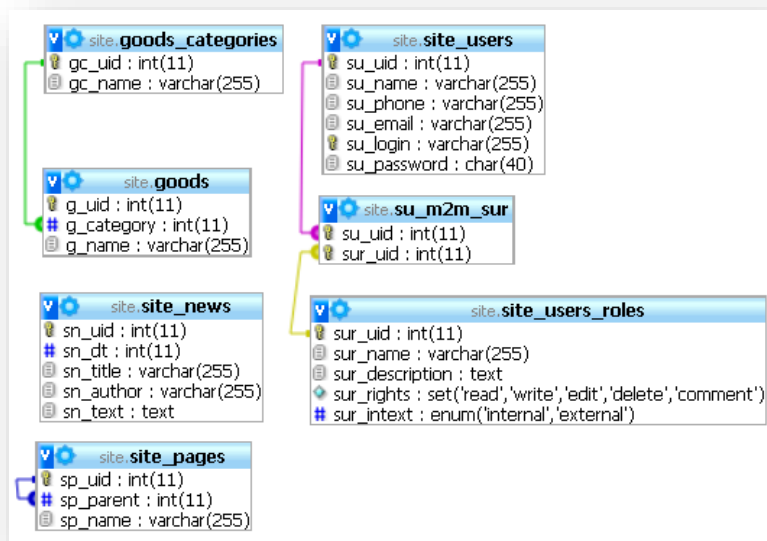 site.goods_categories
gc_uid : int(11)
gc_name : varchar(255)
site.site_users
su_uid : int(11)
su_name : varchar(255)
su_phone : varchar(255)
su_email : varchar(255)
su_login : varchar(255)
su_password : char(40)
site.goods
g_uid : int(11)
# g_category : int(11)
g_name : varchar(255)
site.su_m2m_sur
su_uid : int(11)
sur_uid : int(11)
site.site_news
sn_uid : int(11)
# sn_dt : int(11)
sn_title : varchar(255)
sn_author : varchar(255)
sn_text : text
site.site_users_roles
sur_uid : int(11)
sur_name : varchar(255)
sur_description : text
sur_rights : set('read','write','edit','delete','comment')
# sur_intext : enum('internal','external')
site.site_pages
sp_uid : int(11)
# sp_parent : int(11)
sp_name : varchar(255)